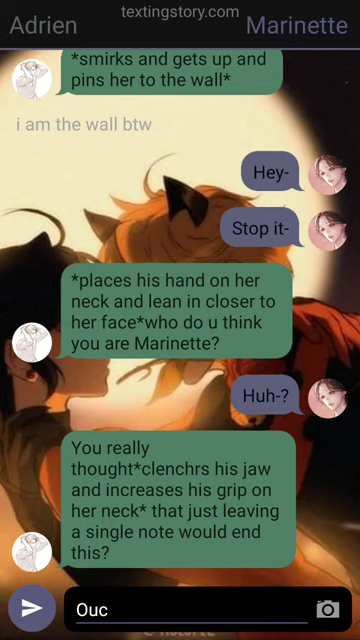 textingstory.com
Adrien
Marinette
*smirks and gets up and
pins her to the wall*
i am the wall btw
Hey-
Stop it-
*places his hand on her
neck and lean in closer to
her face*who do u think
you are Marinette?
Huh-?
You really
thought*clenchrs his jaw
and increases his grip on
her neck* that just leaving
a single note would end
this?
Ouc